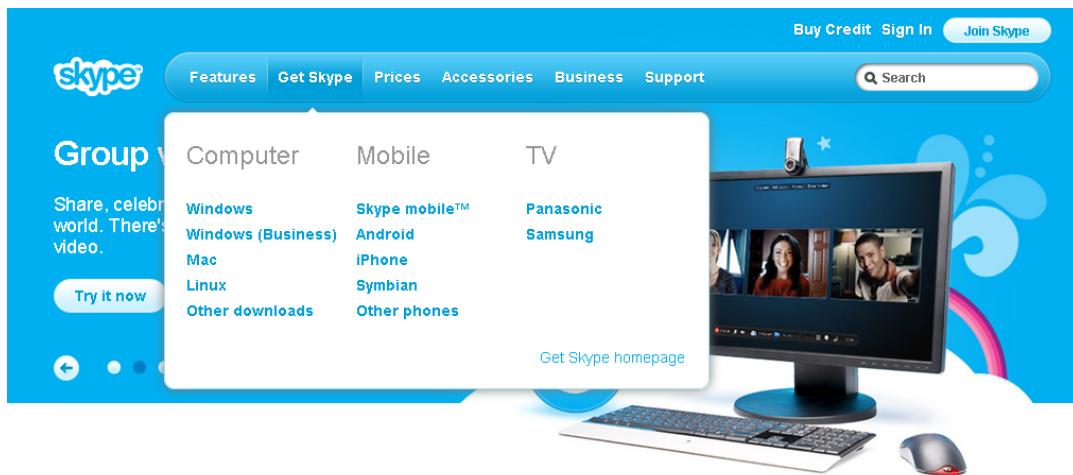 Buy Credit Sign In Join Skype
skype
Features Get Skype Prices Accessories Business Support Search
Group
Share, celebr
world. There's
video.
Try it now
Computer
Windows
Windows (Business)
Mac
Linux
Other downloads
Mobile
Skype mobile™
Android
iPhone
Symbian
Other phones
TV
Panasonic
Samsung
Get Skype homepage